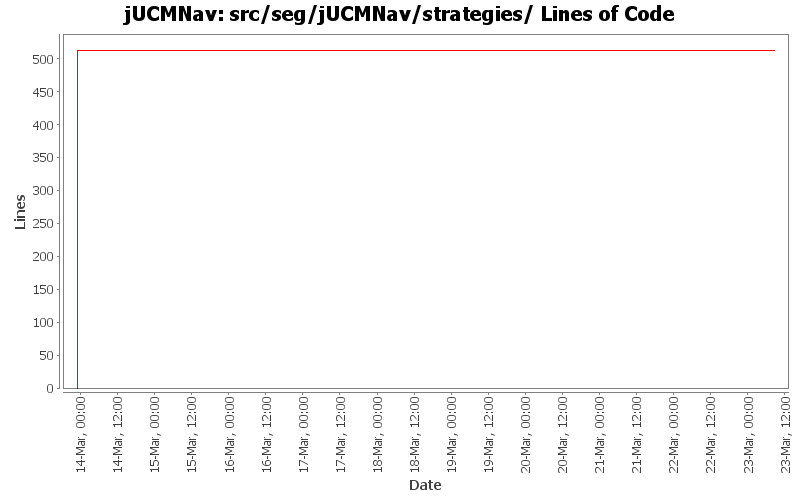 jUCMNav: src/seg/jUCMNav/strategies/ Lines of Code
Lines
500
450
400
350
300
250
200
150
100
50
0
14-Mar, 00:00
14-Mar, 12:00
15-Mar, 00:00
15-Mar, 12:00
16-Mar, 00:00
16-Mar, 12:00
17-Mar, 00:00
17-Mar, 12:00
18-Mar, 00:00
18-Mar, 12:00
19-Mar, 00:00
19-Mar, 12:00
20-Mar, 00:00
20-Mar, 12:00
21-Mar, 00:00
21-Mar, 12:00
22-Mar, 00:00
22-Mar, 12:00
23-Mar, 00:00
23-Mar, 12:00
Date